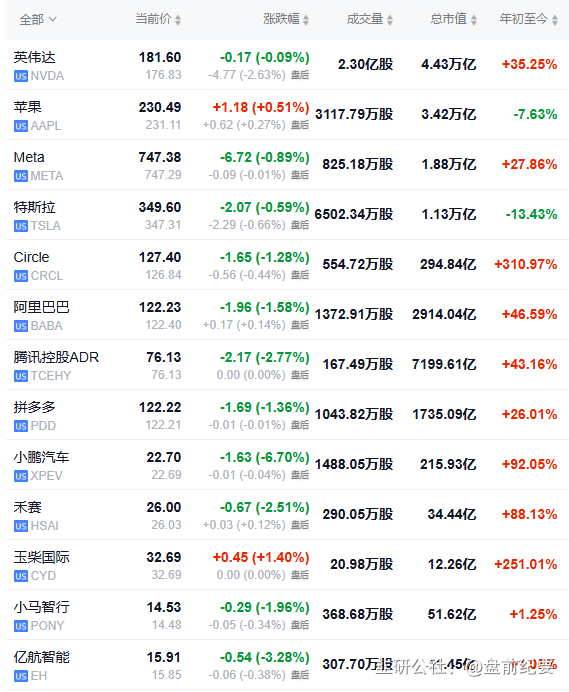 全部 当前价 涨跌幅 成交量 总市值 年初至今
英伟达 181.60 -0.17 (-0.09%) 2.30亿股 4.43万亿 +35.25%
US NVDA 176.83 -4.77 (-2.63%) 盘后
苹果 230.49 +1.18 (+0.51%) 3117.79万股 3.42万亿 -7.63%
US AAPL 231.11 +0.62 (+0.27%) 盘后
Meta 747.38 -6.72 (-0.89%) 825.18万股 1.88万亿 +27.86%
US META 747.29 -0.09 (-0.01%) 盘后
特斯拉 349.60 -2.07 (-0.59%) 6502.34万股 1.13万亿 -13.43%
US TSLA 347.31 -2.29 (-0.66%) 盘后
Circle 127.40 -1.65 (-1.28%) 554.72万股 294.84亿 +310.97%
US CRCL 126.84 -0.56 (-0.44%) 盘后
阿里巴巴 122.23 -1.96 (-1.58%) 1372.91万股 2914.04亿 +46.59%
US BABA 122.40 +0.17 (+0.14%) 盘后
腾讯控股ADR 76.13 -2.17 (-2.77%) 167.49万股 7199.61亿 +43.16%
US TCEHY 76.13 0.00 (0.00%) 盘后
拼多多 122.22 -1.69 (-1.36%) 1043.82万股 1735.09亿 +26.01%
US PDD 122.21 -0.01 (-0.01%) 盘后
小鹏汽车 22.70 -1.63 (-6.70%) 1488.05万股 215.93亿 +92.05%
US XPEV 22.69 -0.01 (-0.04%) 盘后
禾赛 26.00 -0.67 (-2.51%) 290.05万股 34.44亿 +88.13%
US HSAI 26.03 +0.03 (+0.12%) 盘后
玉柴国际 32.69 +0.45 (+1.40%) 20.98万股 12.26亿 +251.01%
US CYD 32.69 0.00 (0.00%) 盘后
小马智行 14.53 -0.29 (-1.96%) 368.68万股 51.62亿 +1.25%
US PONY 14.48 -0.05 (-0.34%) 盘后
亿航智能 15.91 -0.54 (-3.28%) 307.70万股
US EH 15.85 -0.06 (-0.38%) 盘后
研公社：@盘前纪要